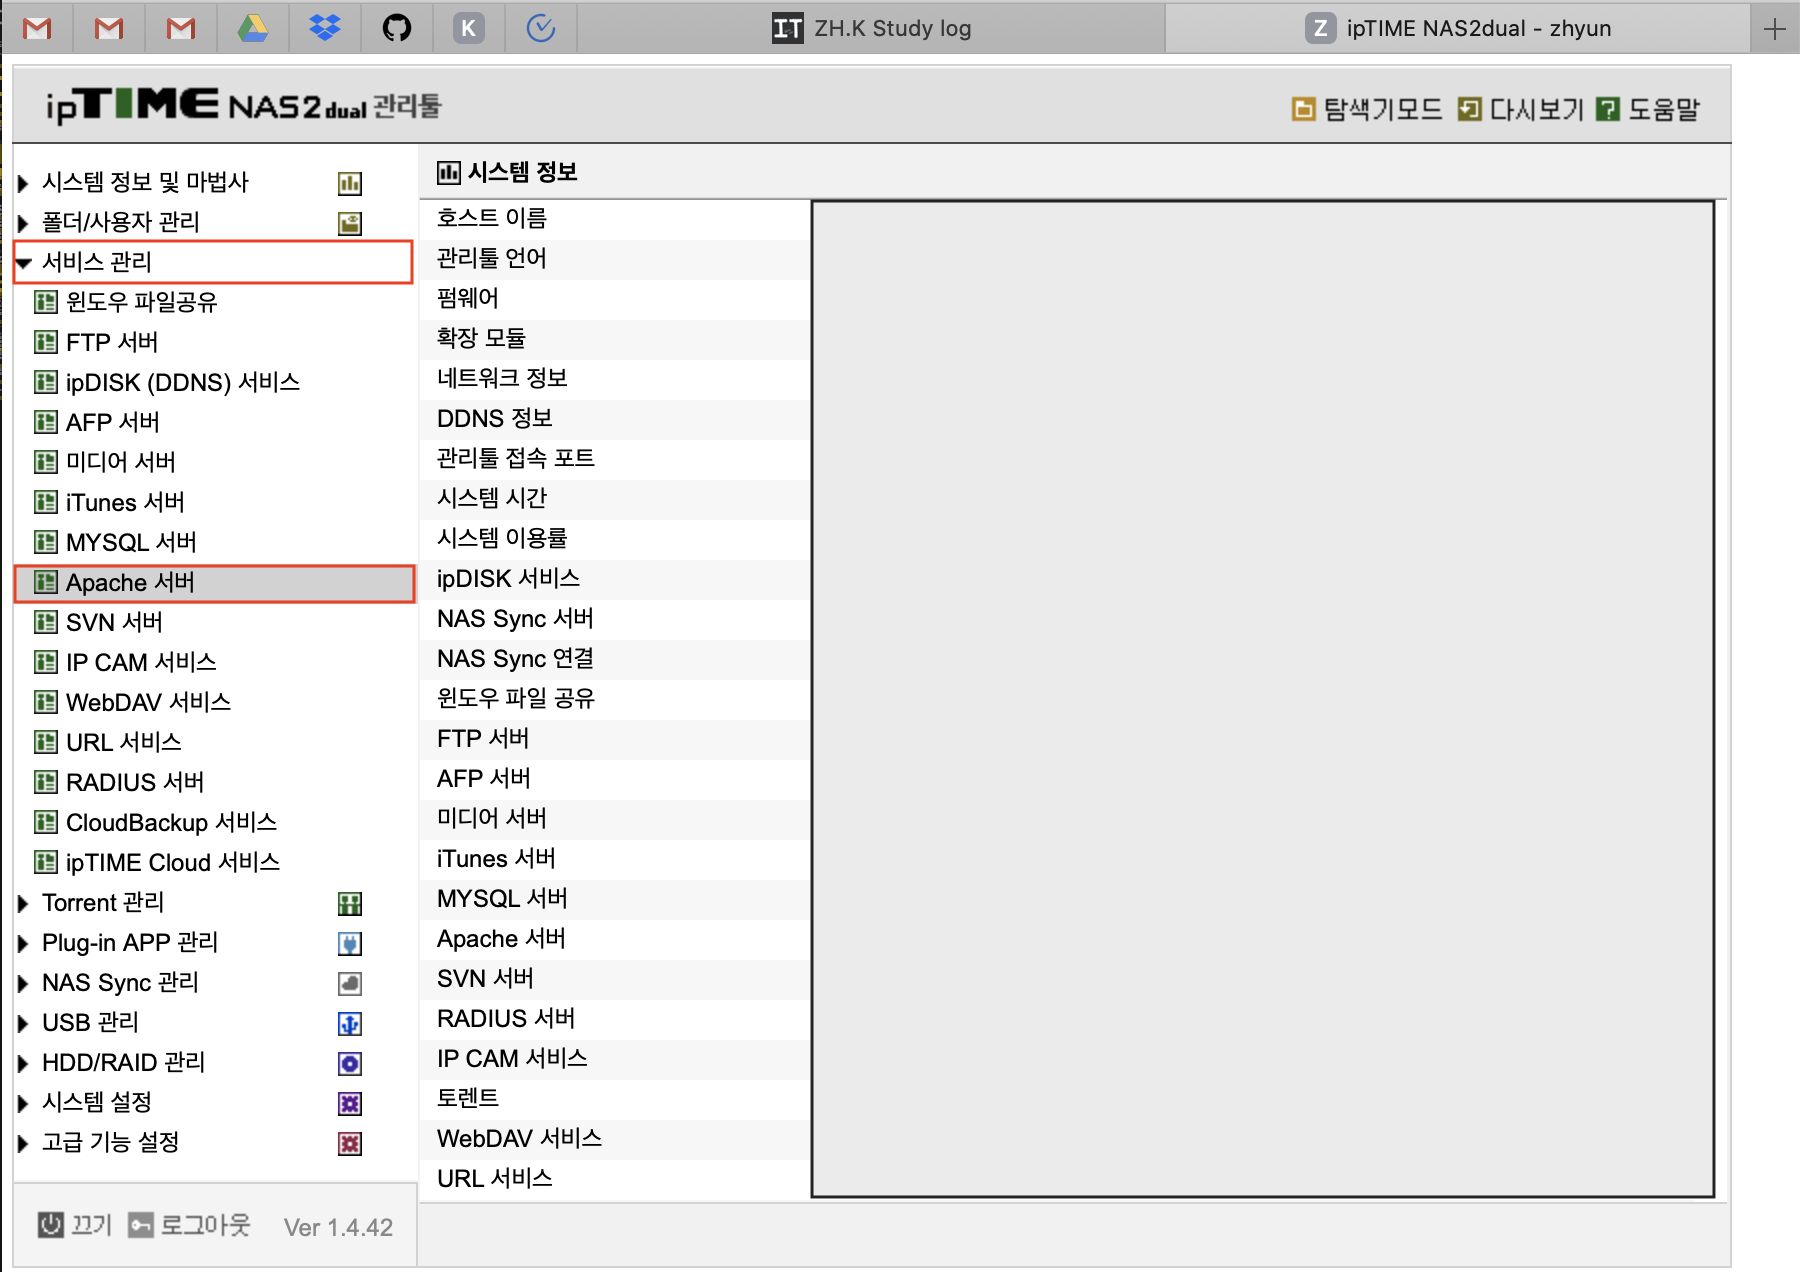 K
IT ZH.K Study log
Z ipTIME NAS2dual - zhyun
ipTIME NAS2dual 관리툴
탐색기모드
다시보기
? 도움말
시스템 정보 및 마법사
폴더/사용자 관리
서비스 관리
윈도우 파일공유
FTP 서버
ipDISK (DDNS) 서비스
AFP 서버
미디어 서버
iTunes 서버
MYSQL 서버
Apache 서버
SVN 서버
IP CAM 서비스
WebDAV 서비스
URL 서비스
RADIUS 서버
CloudBackup 서비스
ipTIME Cloud 서비스
Torrent 관리
Plug-in APP 관리
NAS Sync 관리
USB 관리
HDD/RAID 관리
시스템 설정
고급 기능 설정
끄기
로그아웃
Ver 1.4.42
시스템 정보
호스트 이름
관리툴 언어
펌웨어
확장 모듈
네트워크 정보
DDNS 정보
관리툴 접속 포트
시스템 시간
시스템 이용률
ipDISK 서비스
NAS Sync 서버
NAS Sync 연결
윈도우 파일 공유
FTP 서버
AFP 서버
미디어 서버
iTunes 서버
MYSQL 서버
Apache 서버
SVN 서버
RADIUS 서버
IP CAM 서비스
토렌트
WebDAV 서비스
URL 서비스